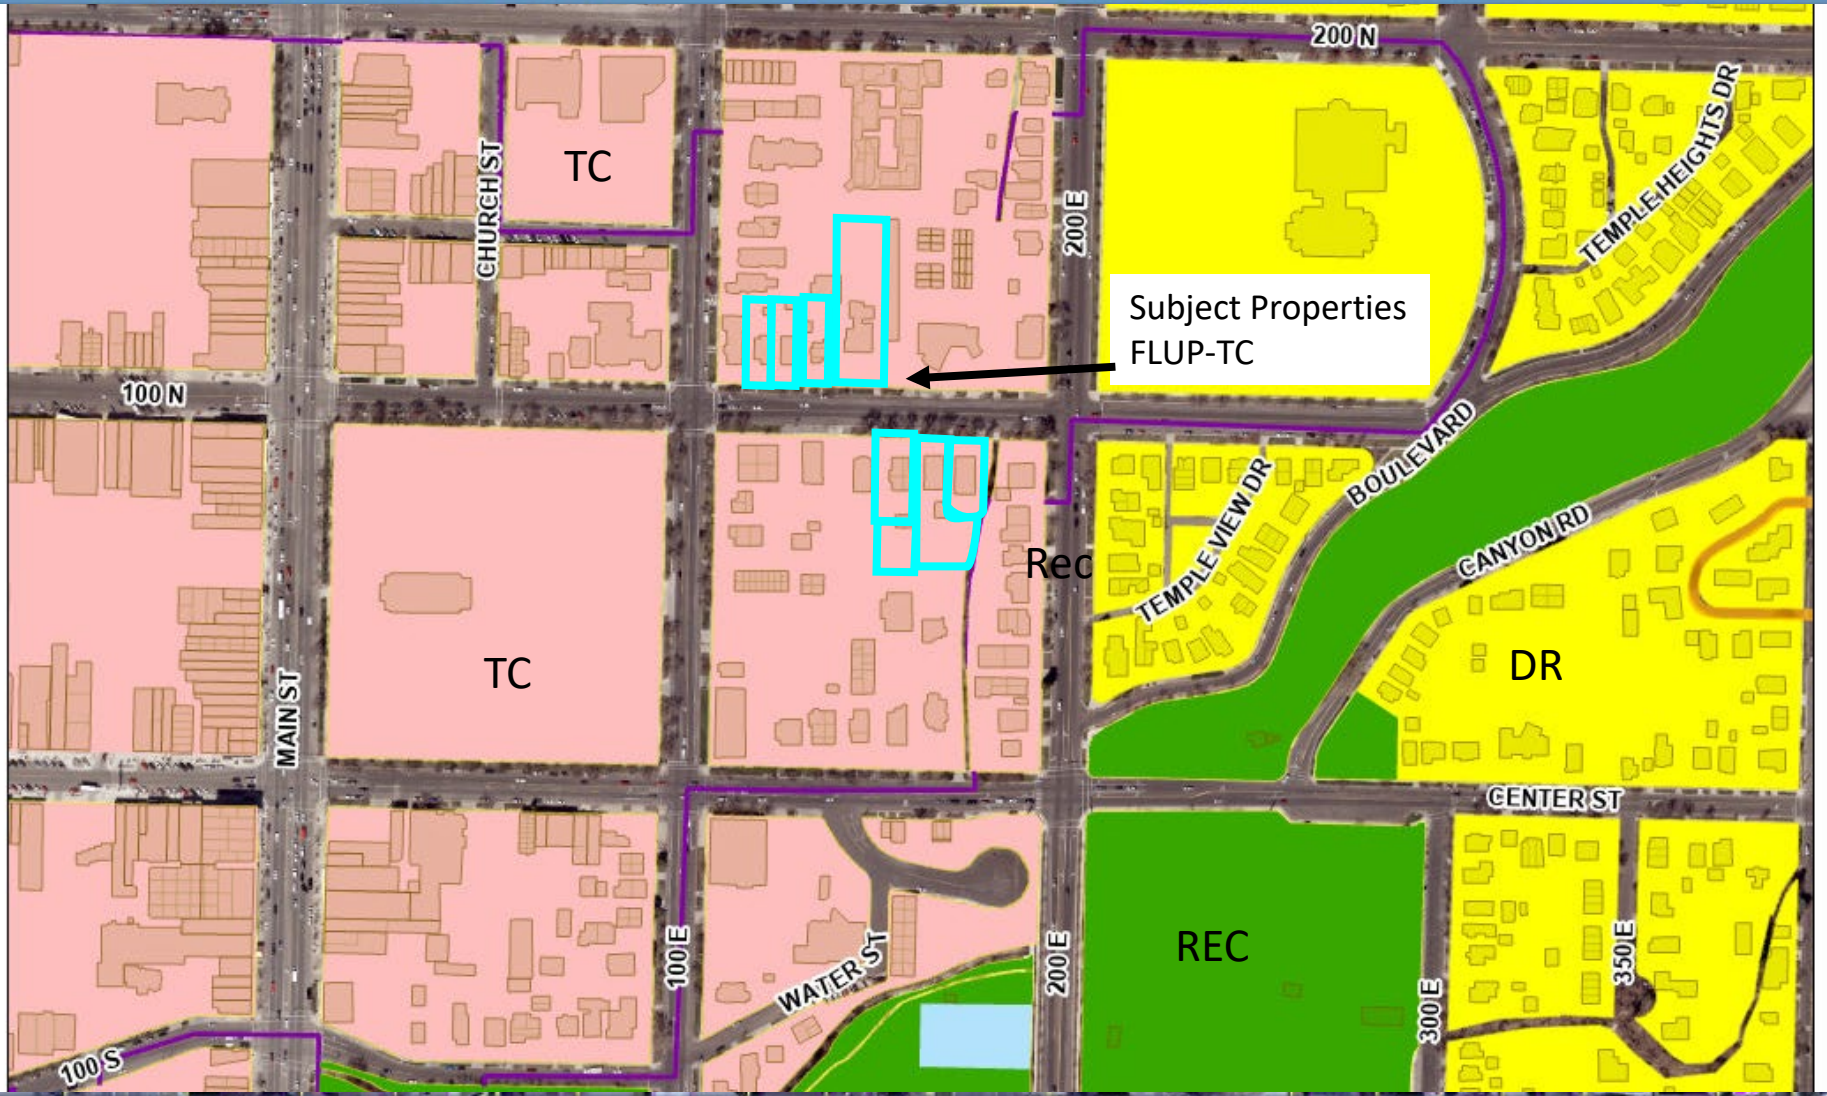 200 N
TEMPLE HEIGHTS DR
CHURCH ST
TC
200 E
Subject Properties
FLUP-TC
100 N
BOULEVARD
TEMPLE VIEW DR
CANYON RD
Rec
TC
DR
MAIN ST
CENTER ST
100 E
WATER ST
200 E
REC
350 E
300 E
100 S